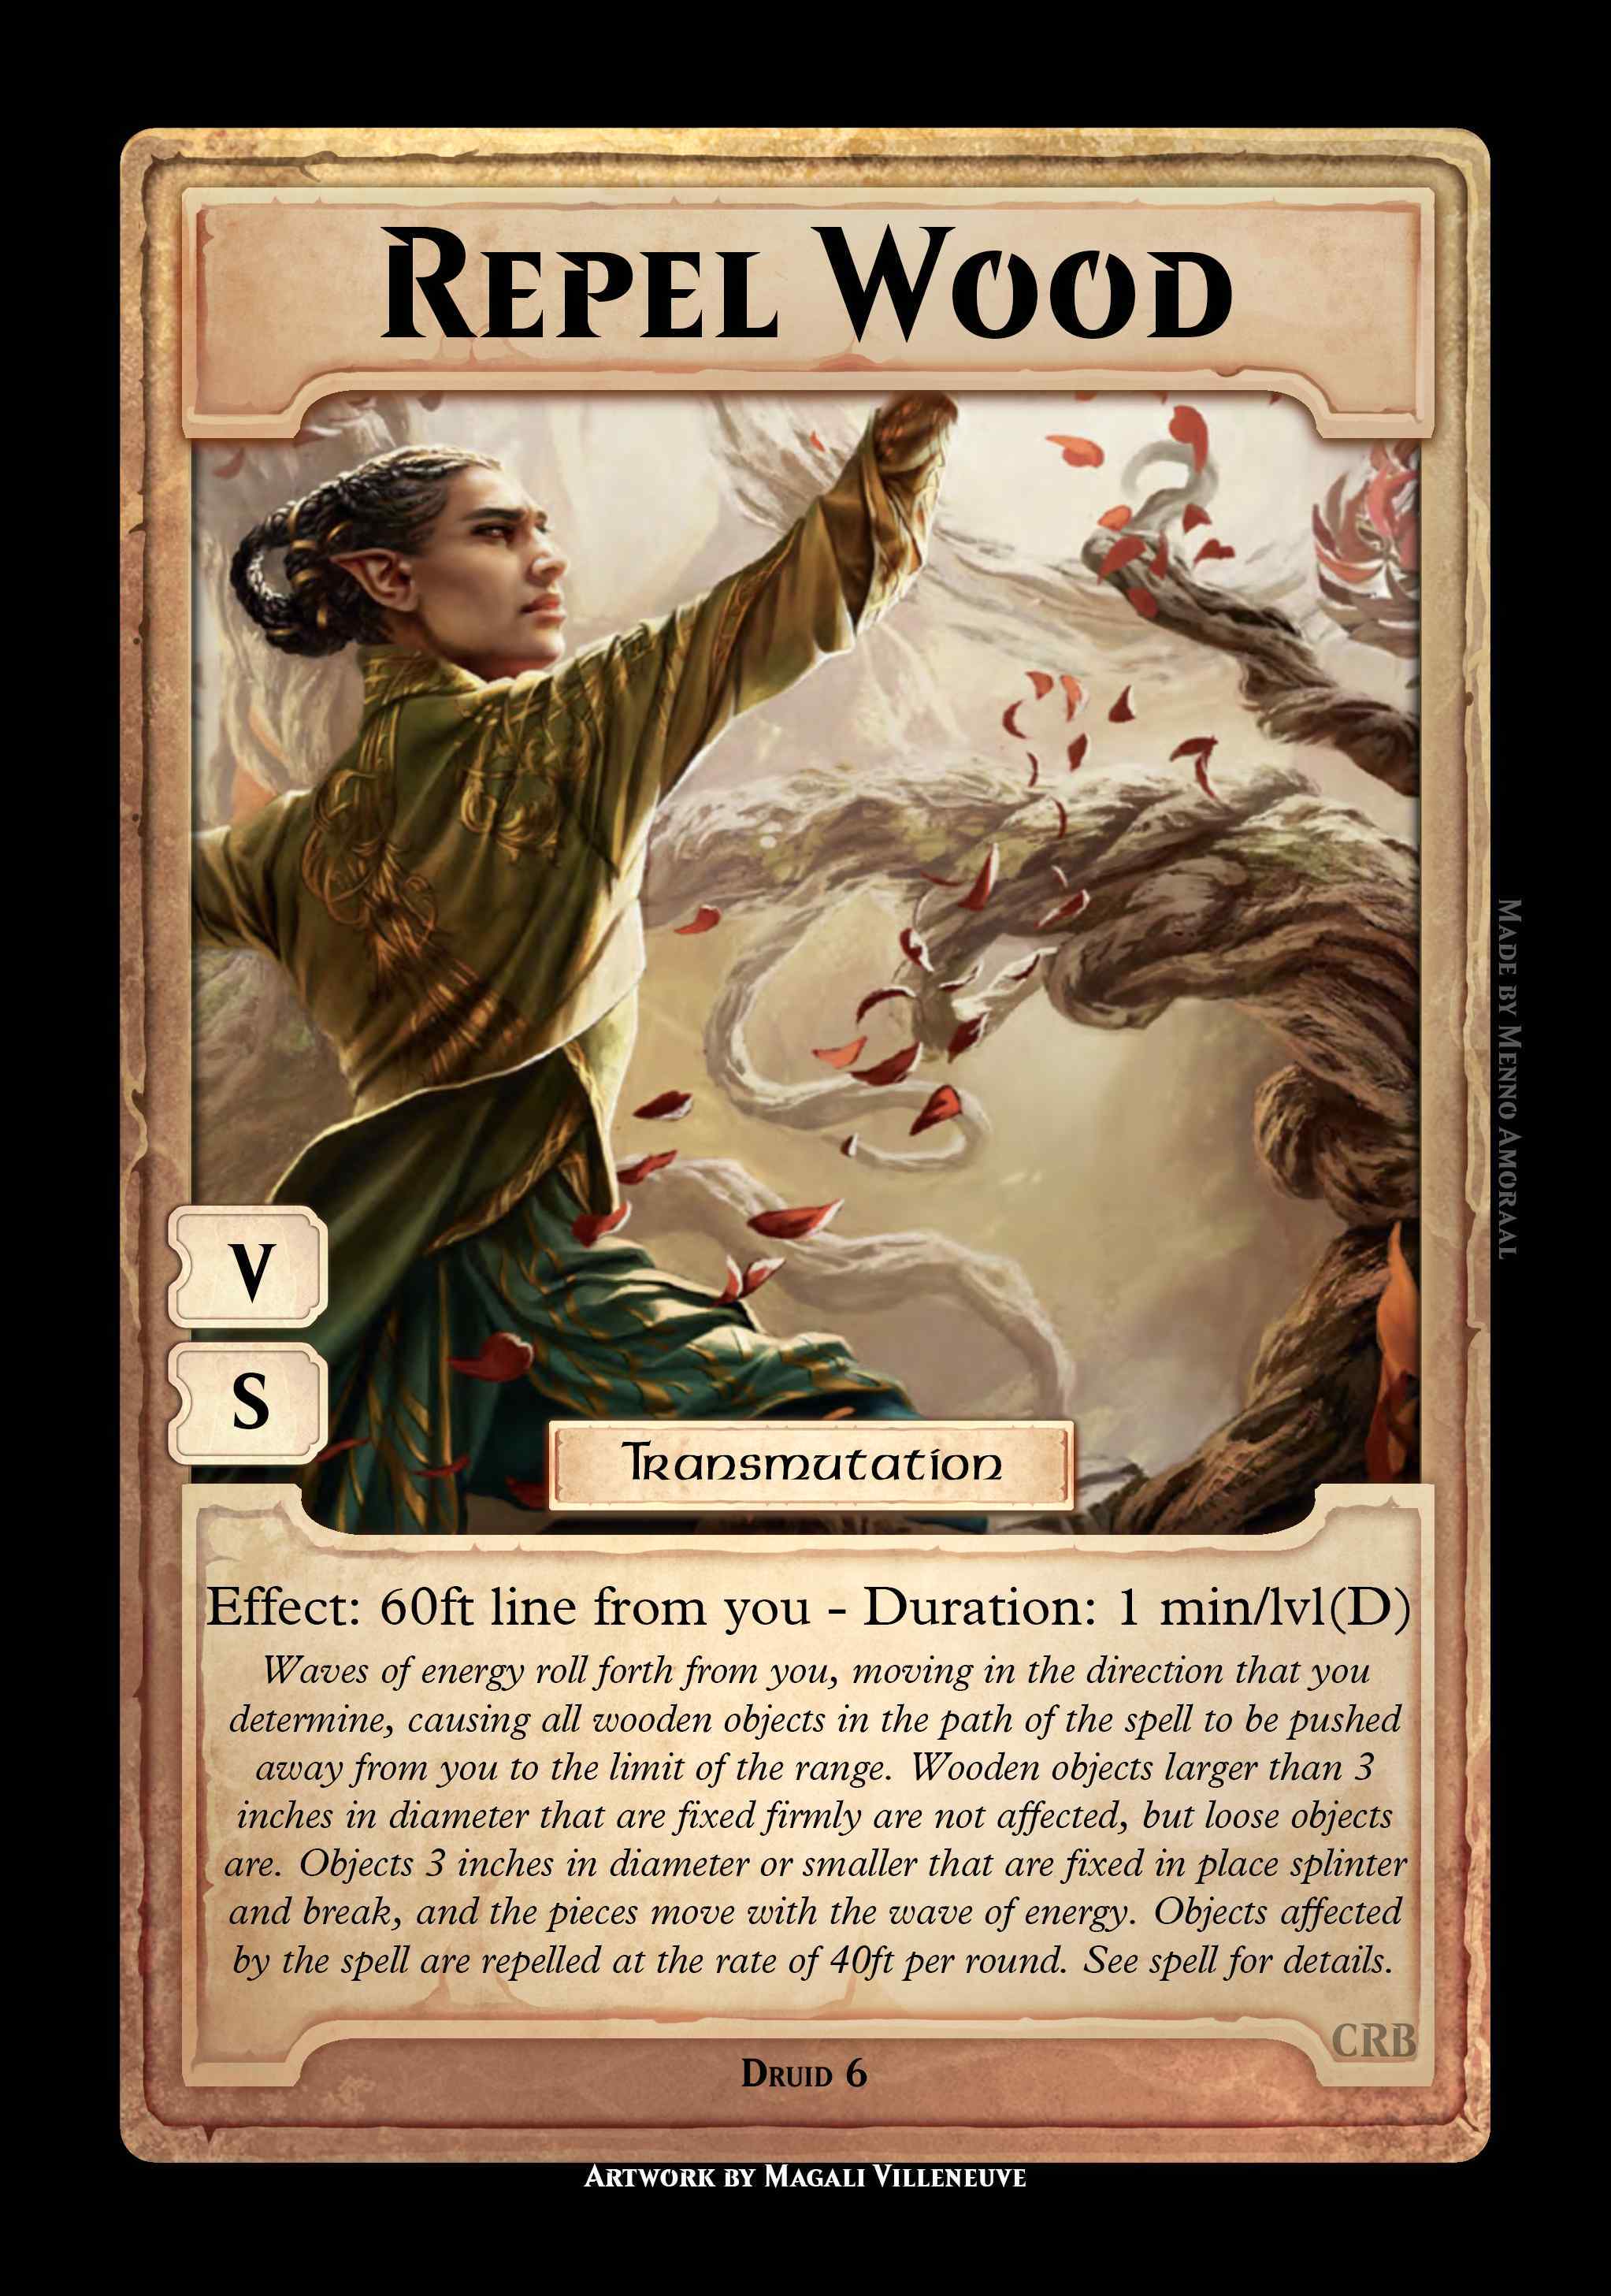 Repel Wood
V
S
Transmutation
Effect: 60ft line from you - Duration: 1 min/lvl(D)
Waves of energy roll forth from you, moving in the direction that you
determine, causing all wooden objects in the path of the spell to be pushed
away from you to the limit of the range. Wooden objects larger than 3
inches in diameter that are fixed firmly are not affected, but loose objects
are. Objects 3 inches in diameter or smaller that are fixed in place splinter
and break, and the pieces move with the wave of energy. Objects affected
by the spell are repelled at the rate of 40ft per round. See spell for details.
CRB
Druid 6
Artwork by Magali Villeneuve
Made by Menno Amoraal